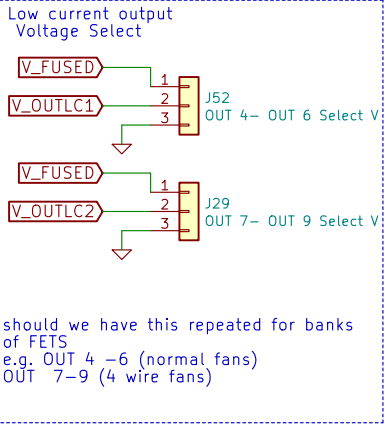 Low current output
Voltage Select
V_FUSED
1
V_OUTLC1
2
3
J52
OUT 4- OUT 6 Select V
V_FUSED
1
V_OUTLC2
2
3
J29
OUT 7- OUT 9 Select V
should we have this repeated for banks
of FETS
e.g. OUT 4 -6 (normal fans)
OUT  7-9 (4 wire fans)